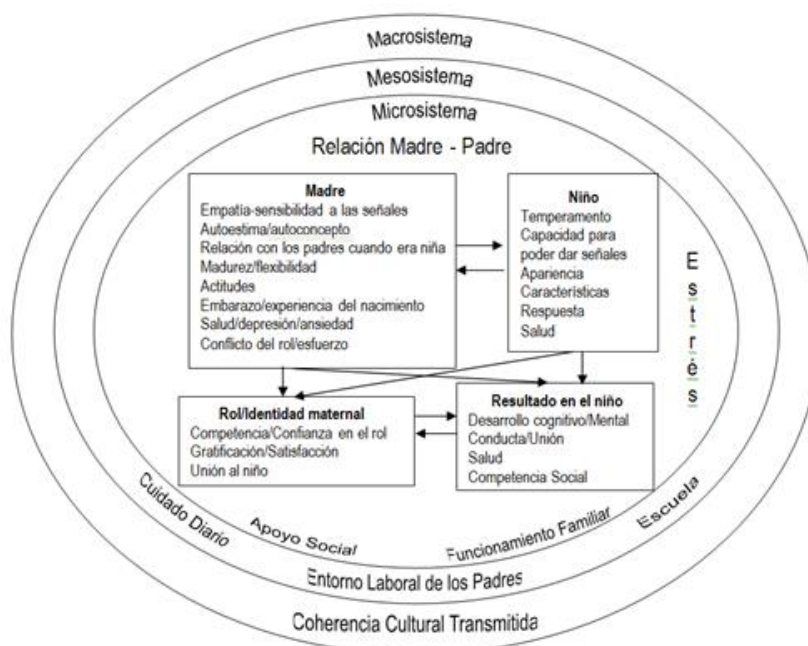 Macrosistema
Mesosistema
Microsistema
Relación Madre - Padre
Madre
Empatía-sensibilidad a las señales
Autoestima/autoconcepto
Relación con los padres cuando era niña
Madurez/flexibilidad
Actitudes
Embarazo/experiencia del nacimiento
Salud/depresión/ansiedad
Conflicto del rol/esfuerzo
Niño
Temperamento
Capacidad para
poder dar señales
Apariencia
Características
Respuesta
Salud
Estrés
Rol/Identidad maternal
Competencia/Confianza en el rol
Gratificación/Satisfacción
Unión al niño
Resultado en el niño
Desarrollo cognitivo/Mental
Conducta/Unión
Salud
Competencia Social
Cuidado Diario
Apoyo Social
Funcionamiento Familiar
Escuela
Entorno Laboral de los Padres
Coherencia Cultural Transmitida